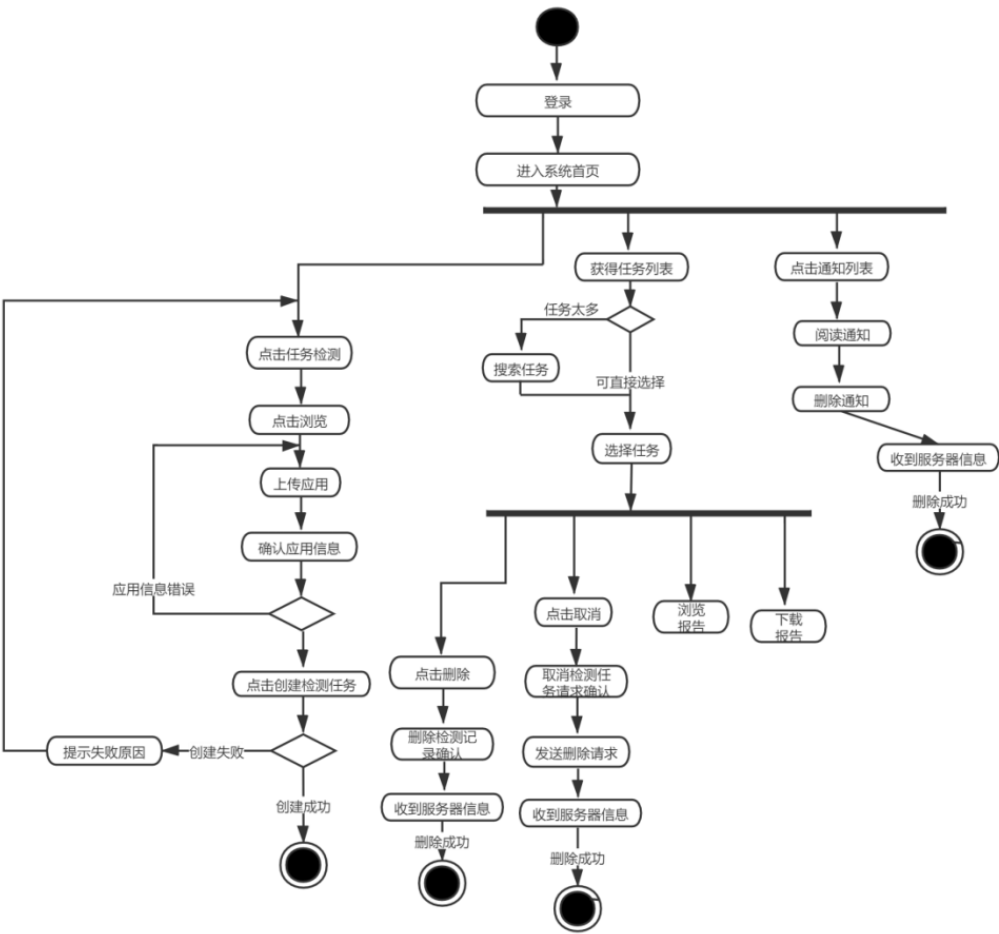 登录
进入系统首页
获得任务列表
点击通知列表
任务太多
阅读通知
点击任务检测
搜索任务
可直接选择
删除通知
点击浏览
选择任务
收到服务器信息
上传应用
删除成功
确认应用信息
应用信息错误
点击取消
浏览
报告
下载
报告
点击创建检测任务
点击删除
取消检测任
务请求确认
提示失败原因
创建失败
删除检测记
录确认
发送删除请求
创建成功
收到服务器信息
收到服务器信息
删除成功
删除成功